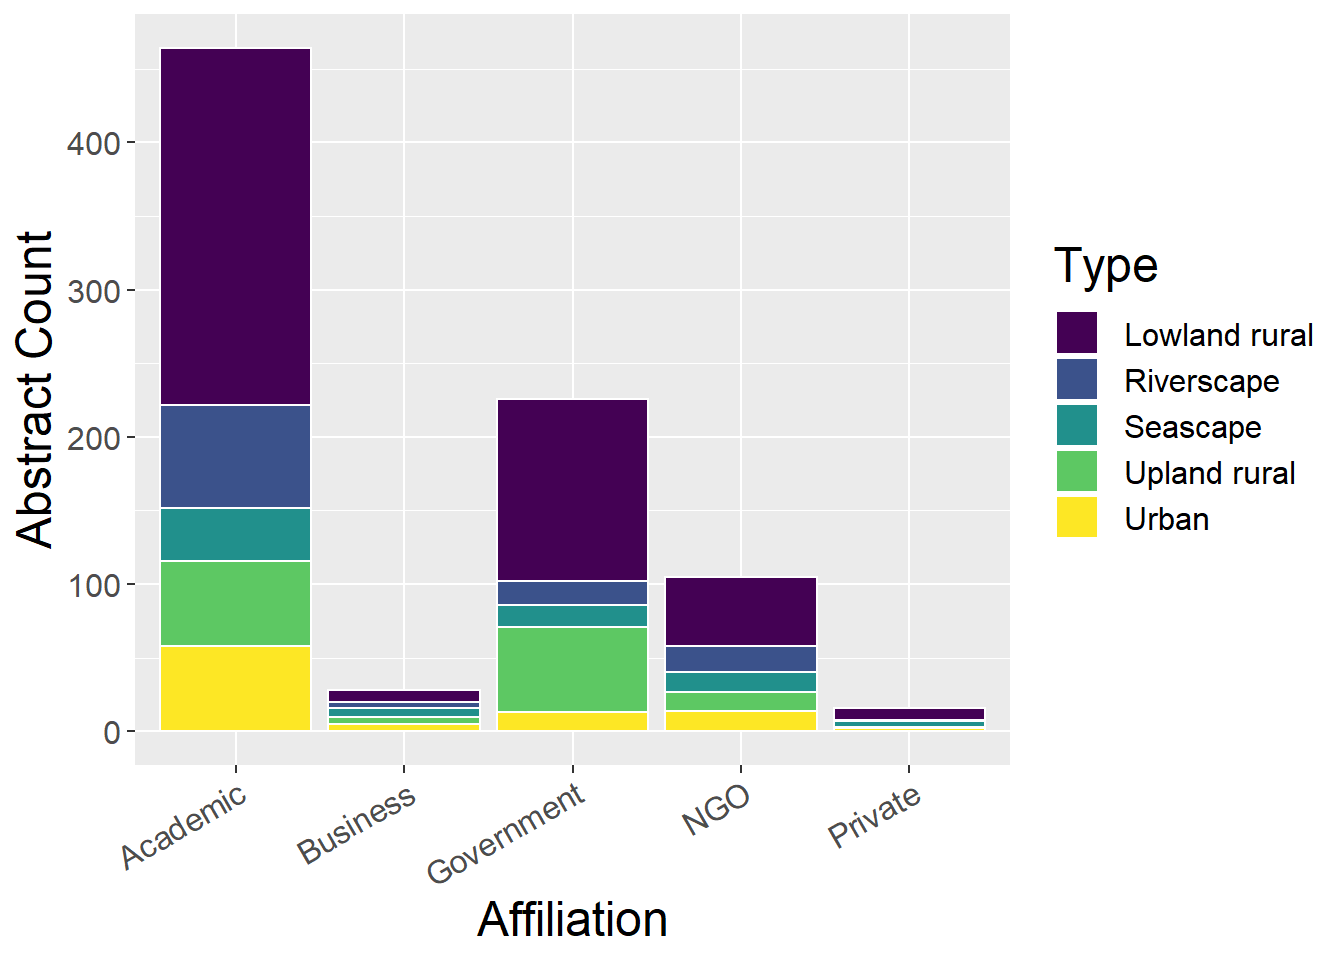 Abstract Count
400
300
200
100
0
Academic
Business
Government
NGO
Private
Affiliation
Type
Lowland rural
Riverscape
Seascape
Upland rural
Urban